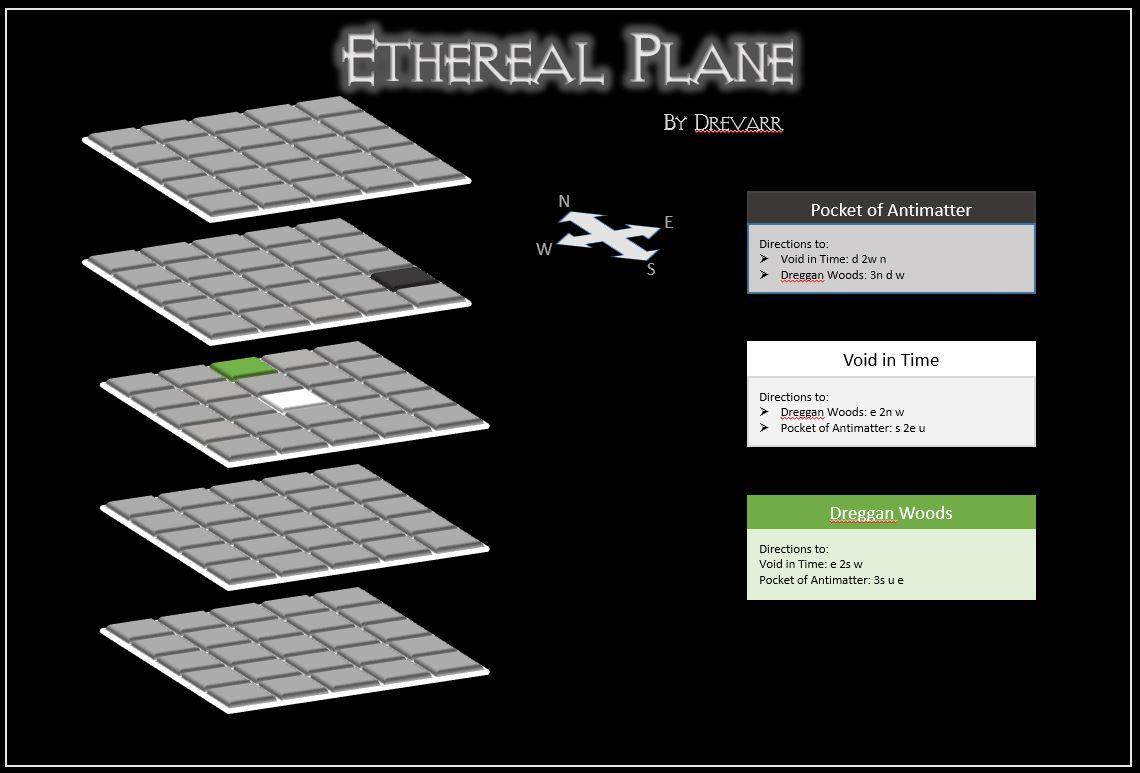 Ethereal Plane
By Drevarr
N
E
W
S
Pocket of Antimatter
Directions to:
➢ Void in Time: d 2w n
➢ Dreggan Woods: 3n d w
Void in Time
Directions to:
➢ Dreggan Woods: e 2n w
➢ Pocket of Antimatter: s 2e u
Dreggan Woods
Directions to:
Void in Time: e 2s w
Pocket of Antimatter: 3s u e